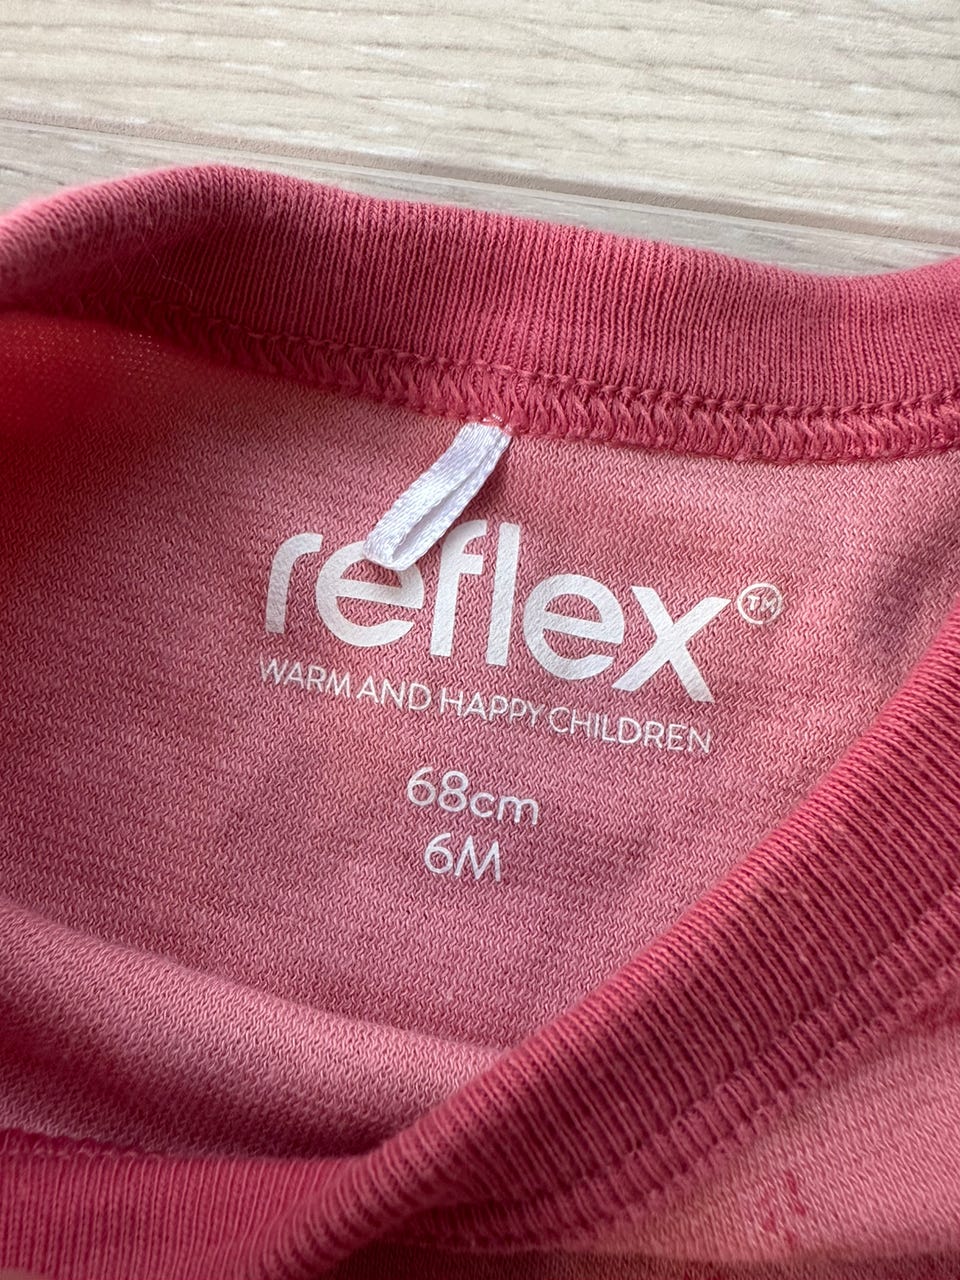 reflex™
WARM AND HAPPY CHILDREN
68cm
6M